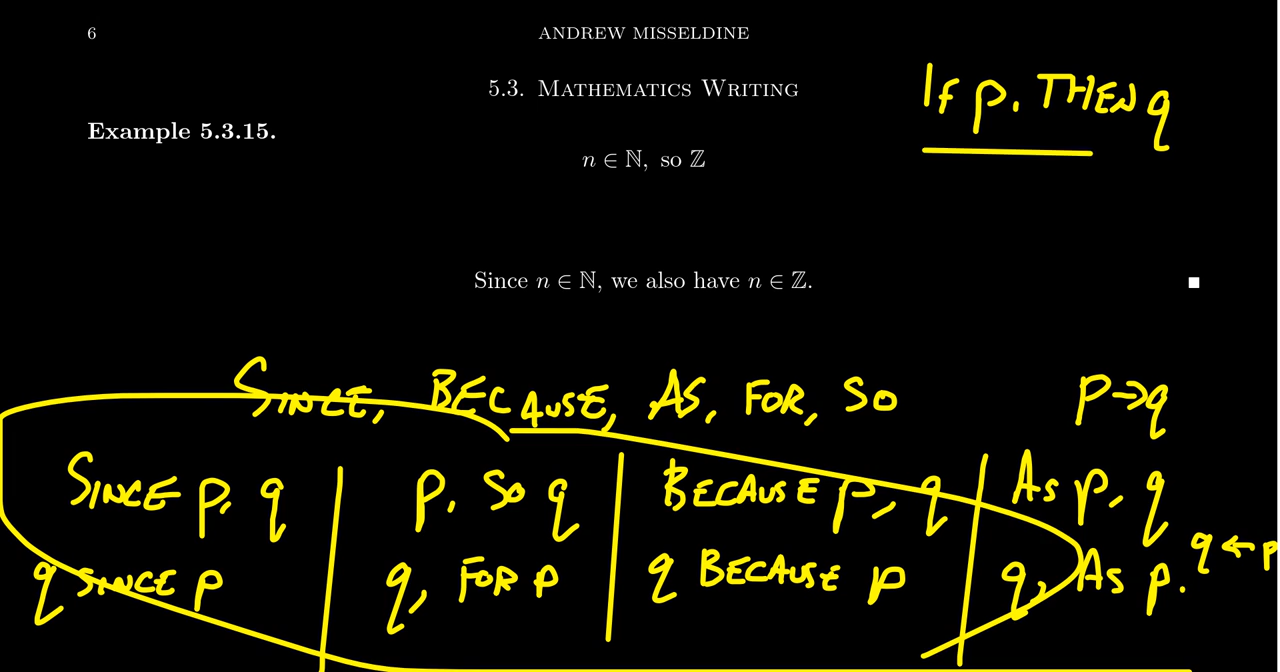 6
ANDREW MISSELDINE
5.3. MATHEMATICS WRITING
IF p, THEN q
Example 5.3.15.
n ∈ ℕ, so ℤ
Since n ∈ ℕ, we also have n ∈ ℤ.
SINCE, BECAUSE, AS, FOR, SO
p ⇒ q
SINCE p, q
p, SO q
BECAUSE p, q
AS p, q
q SINCE p
q, FOR p
q BECAUSE p
q, AS p.
q ← p